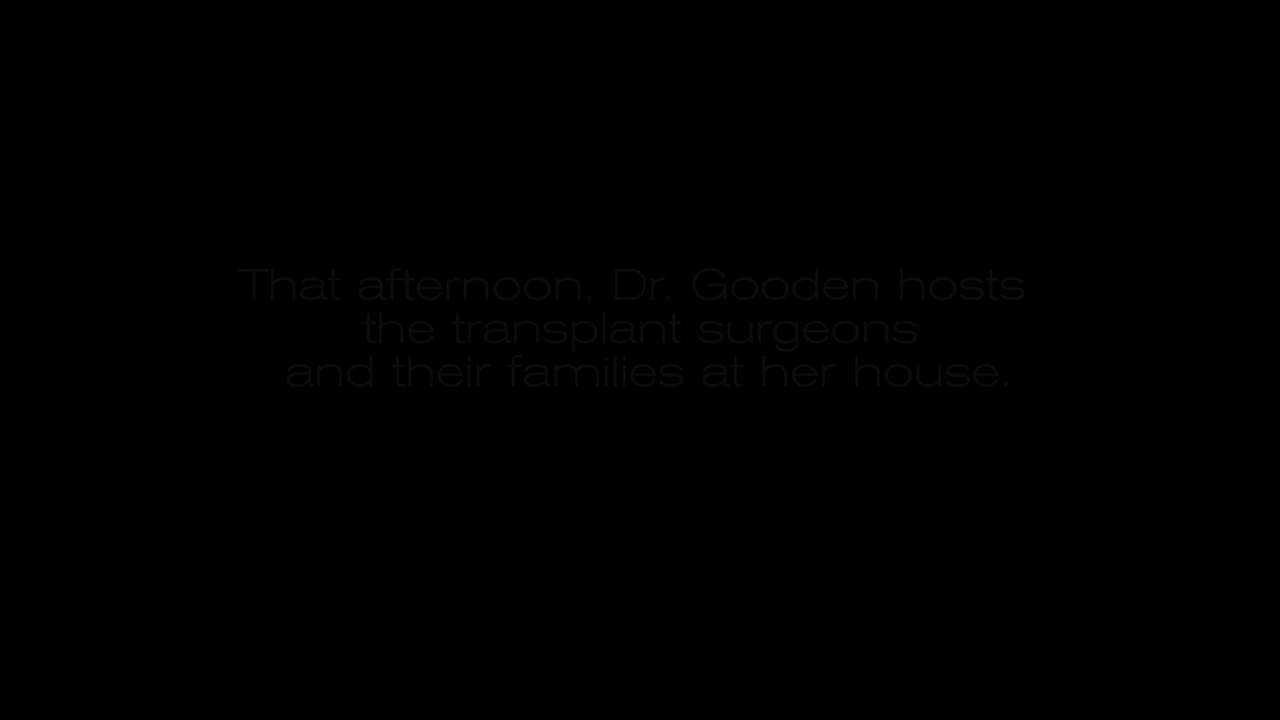 That afternoon, Dr. Gooden hosts
the transplant surgeons
and their families at her house.